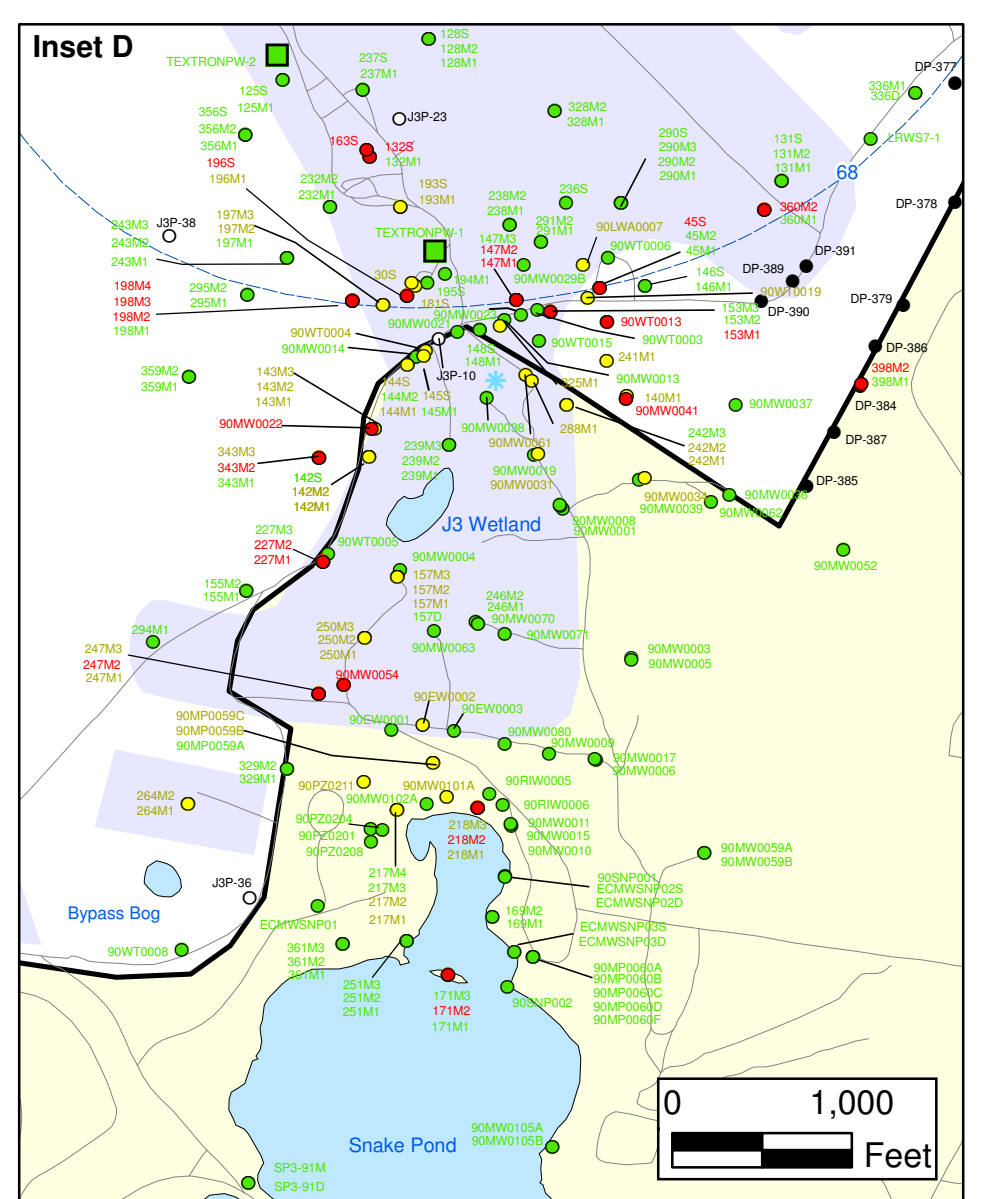 Inset D
128S
128M2
128M1
TEXTRONPW-2
237S
237M1
DP-377
125S
125M1
336M1
336D
356S
356M2
356M1
J3P-23
328M2
328M1
163S
132S
132M1
290S
290M3
290M2
290M1
131S
131M2
131M1
LRWS7-1
68
196S
196M1
232M2
232M1
193S
193M1
236S
238M2
238M1
360M2
360M1
DP-378
197M3
197M2
197M1
243M3
243M2
243M1
J3P-38
TEXTRONPW-1
291M2
291M1
90LWA0007
45S
45M2
45M1
147M3
147M2
147M1
90WT0006
DP-391
DP-389
30S
194M1
195S
90MW0029B
146S
146M1
90WT0019
198M4
198M3
198M2
198M1
295M2
295M1
181S
DP-390
DP-379
153M3
153M2
153M1
90MW0023
90MW0021
90WT0013
90WT0003
90WT0004
90MW0014
90WT0015
148S
148M1
241M1
DP-386
J3P-10
359M2
359M1
143M3
143M2
143M1
144S
144M2
144M1
145S
145M1
225M1
90MW0013
140M1
90MW0041
398M2
398M1
DP-384
90MW0037
90MW0022
90MW0038
288M1
90MW0061
242M3
242M2
242M1
DP-387
343M3
343M2
343M1
239M3
239M2
239M1
90MW0019
90MW0031
142S
142M2
142M1
DP-385
90MW0034
90MW0039
90MW0036
90MW0062
J3 Wetland
90MW0008
90MW0001
227M3
227M2
227M1
90WT0005
90MW0052
90MW0004
155M2
155M1
157M3
157M2
157M1
157D
246M2
246M1
90MW0070
90MW0071
294M1
250M3
250M2
250M1
90MW0063
90MW0003
90MW0005
247M3
247M2
247M1
90MW0054
90EW0002
90EW0003
90EW0001
90MP0059C
90MP0059B
90MP0059A
90MW0080
90MW0009
90MW0017
90MW0006
329M2
329M1
90PZ0211
90MW0101A
90MW0102A
90RIW0005
90RIW0006
264M2
264M1
90PZ0204
90PZ0201
90PZ0208
218M3
218M2
218M1
90MW0011
90MW0015
90MW0010
90MW0059A
90MW0059B
217M4
217M3
217M2
217M1
J3P-36
90SNP001
ECMWSNP02S
ECMWSNP02D
Bypass Bog
ECMWSNP01
169M2
169M1
ECMWSNP03S
ECMWSNP03D
90WT0008
361M3
361M2
361M1
251M3
251M2
251M1
171M3
171M2
171M1
90SNP002
90MP0060A
90MP0060B
90MP0060C
90MP0060D
90MP0060F
0 1,000
Feet
90MW0105A
90MW0105B
Snake Pond
SP3-91M
SP3-91D